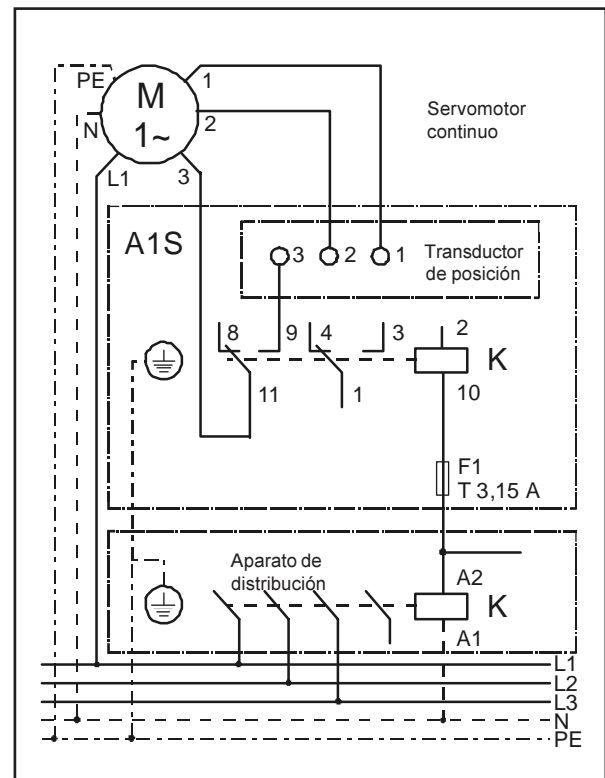 PE
1
M
1~
N
2
L1
3
Servomotor
continuo
A1S
3
2
1
Transductor
de posición
8
9
4
3
2
K
11
1
10
F1
T 3,15 A
Aparato de
distribución
A2
K
A1
L1
L2
L3
N
PE